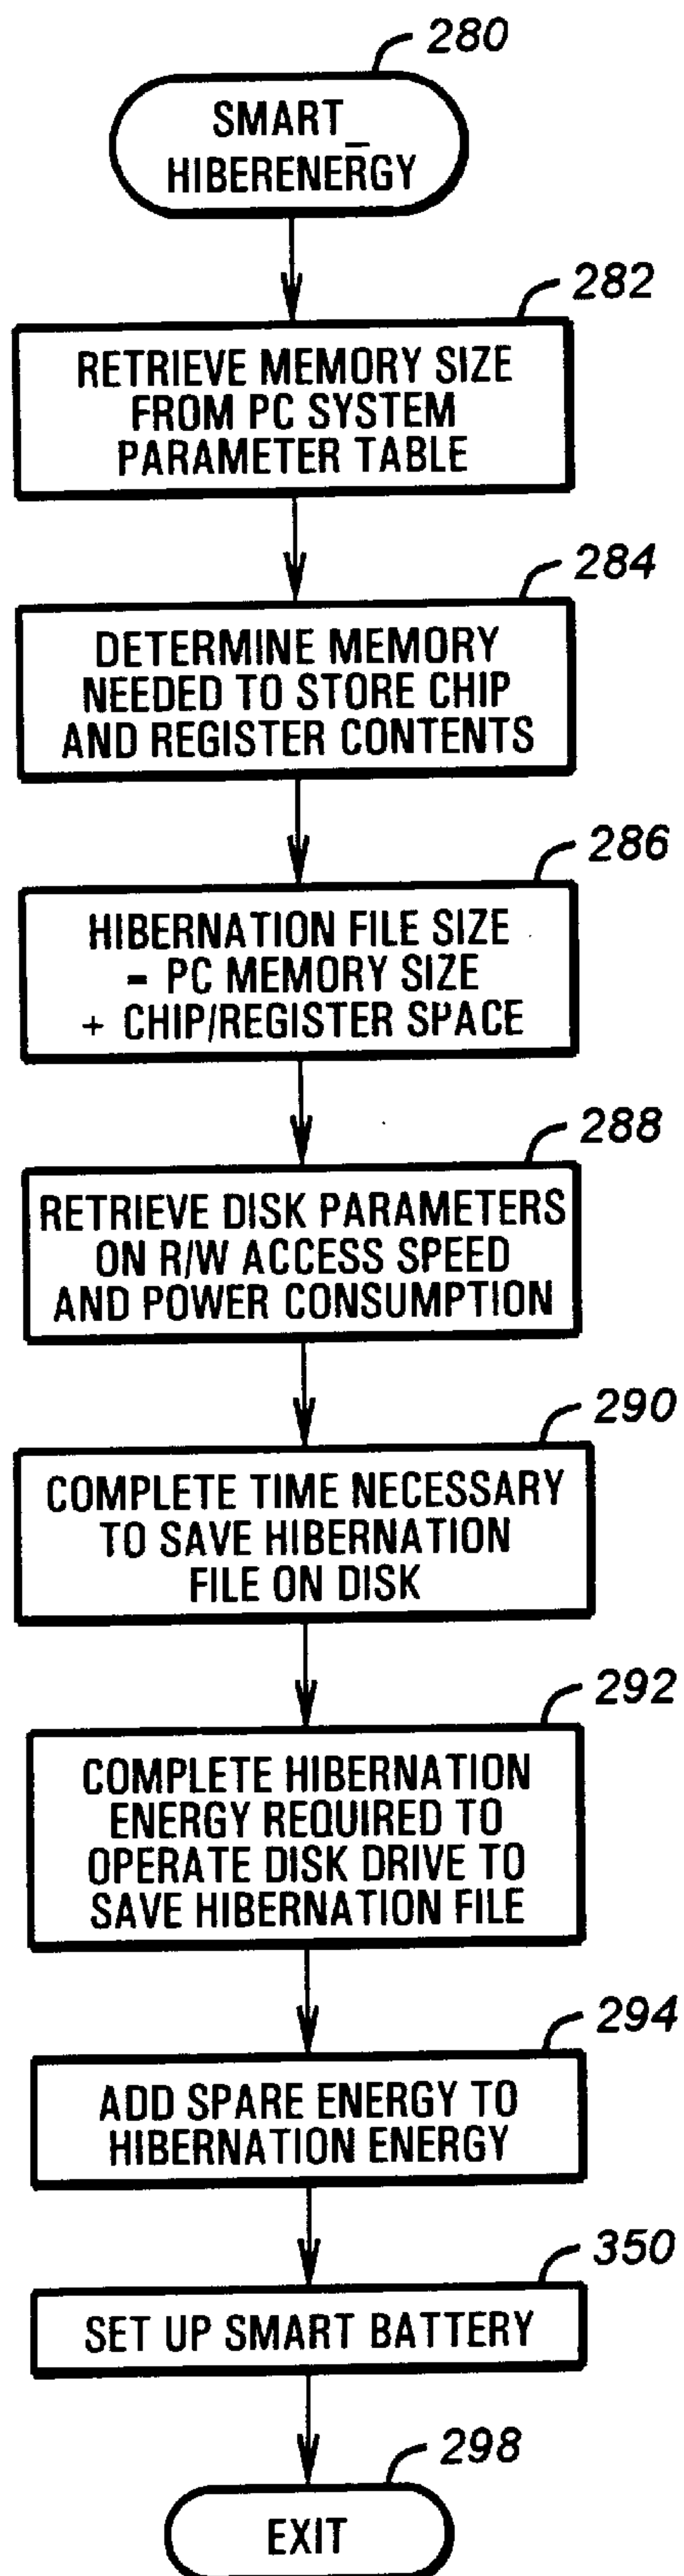 280
SMART_
HIBERENERGY
282
RETRIEVE MEMORY SIZE
FROM PC SYSTEM
PARAMETER TABLE
284
DETERMINE MEMORY
NEEDED TO STORE CHIP
AND REGISTER CONTENTS
286
HIBERNATION FILE SIZE
= PC MEMORY SIZE
+ CHIP/REGISTER SPACE
288
RETRIEVE DISK PARAMETERS
ON R/W ACCESS SPEED
AND POWER CONSUMPTION
290
COMPLETE TIME NECESSARY
TO SAVE HIBERNATION
FILE ON DISK
292
COMPLETE HIBERNATION
ENERGY REQUIRED TO
OPERATE DISK DRIVE TO
SAVE HIBERNATION FILE
294
ADD SPARE ENERGY TO
HIBERNATION ENERGY
350
SET UP SMART BATTERY
298
EXIT